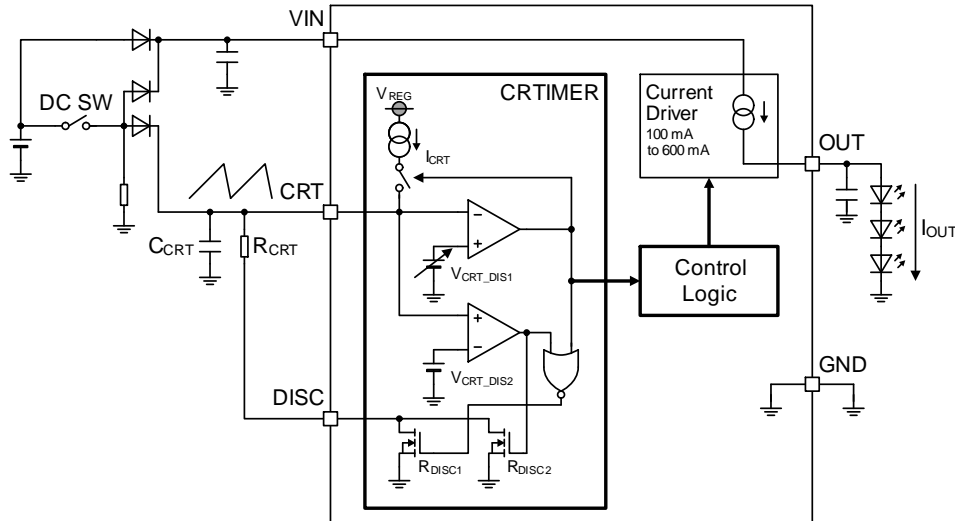 VIN
DC SW
VREG
CRTIMER
ICRT
Current
Driver
100 mA
to 600 mA
OUT
CRT
CCRT
RCRT
−
+
VCRT_DIS1
Control
Logic
IOUT
+
−
VCRT_DIS2
GND
DISC
RDISC1
RDISC2